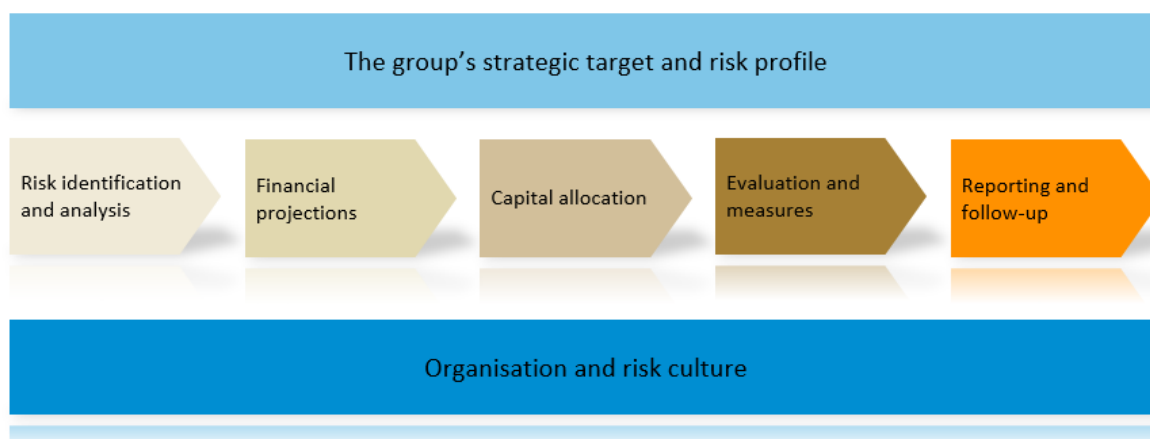 The group’s strategic target and risk profile
Risk identification
and analysis
Financial
projections
Capital allocation
Evaluation and
measures
Reporting and
follow-up
Organisation and risk culture